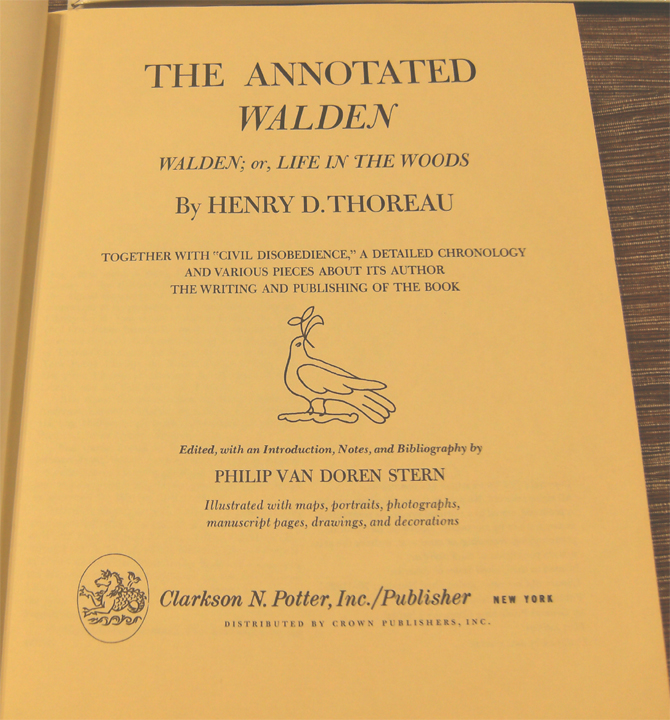 THE ANNOTATED
WALDEN
WALDEN; or, LIFE IN THE WOODS
By HENRY D. THOREAU
TOGETHER WITH "CIVIL DISOBEDIENCE," A DETAILED CHRONOLOGY
AND VARIOUS PIECES ABOUT ITS AUTHOR
THE WRITING AND PUBLISHING OF THE BOOK
Edited, with an Introduction, Notes, and Bibliography by
PHILIP VAN DOREN STERN
Illustrated with maps, portraits, photographs,
manuscript pages, drawings, and decorations
Clarkson N. Potter, Inc./Publisher NEW YORK
DISTRIBUTED BY CROWN PUBLISHERS, INC.